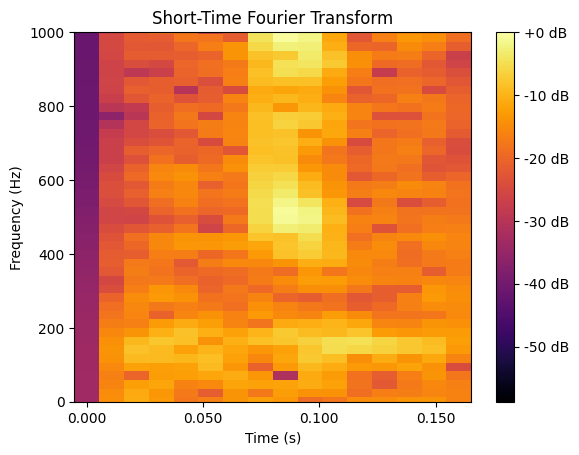 Short-Time Fourier Transform
1000
800
600
400
200
0
Frequency (Hz)
0.000
0.050
0.100
0.150
Time (s)
+0 dB
-10 dB
-20 dB
-30 dB
-40 dB
-50 dB